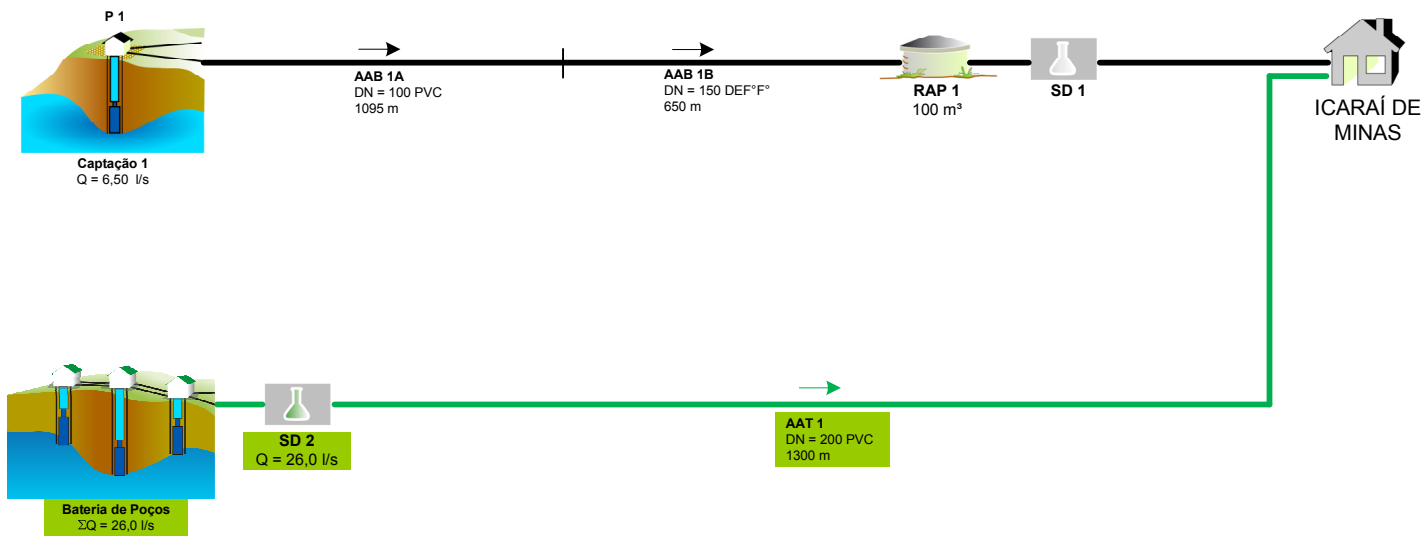 P 1
AAB 1A
DN = 100 PVC
1095 m
AAB 1B
DN = 150 DEF°F°
650 m
RAP 1
100 m³
SD 1
ICARAÍ DE
MINAS
Captação 1
Q = 6,50 l/s
SD 2
Q = 26,0 l/s
AAT 1
DN = 200 PVC
1300 m
Bateria de Poços
ΣQ = 26,0 l/s